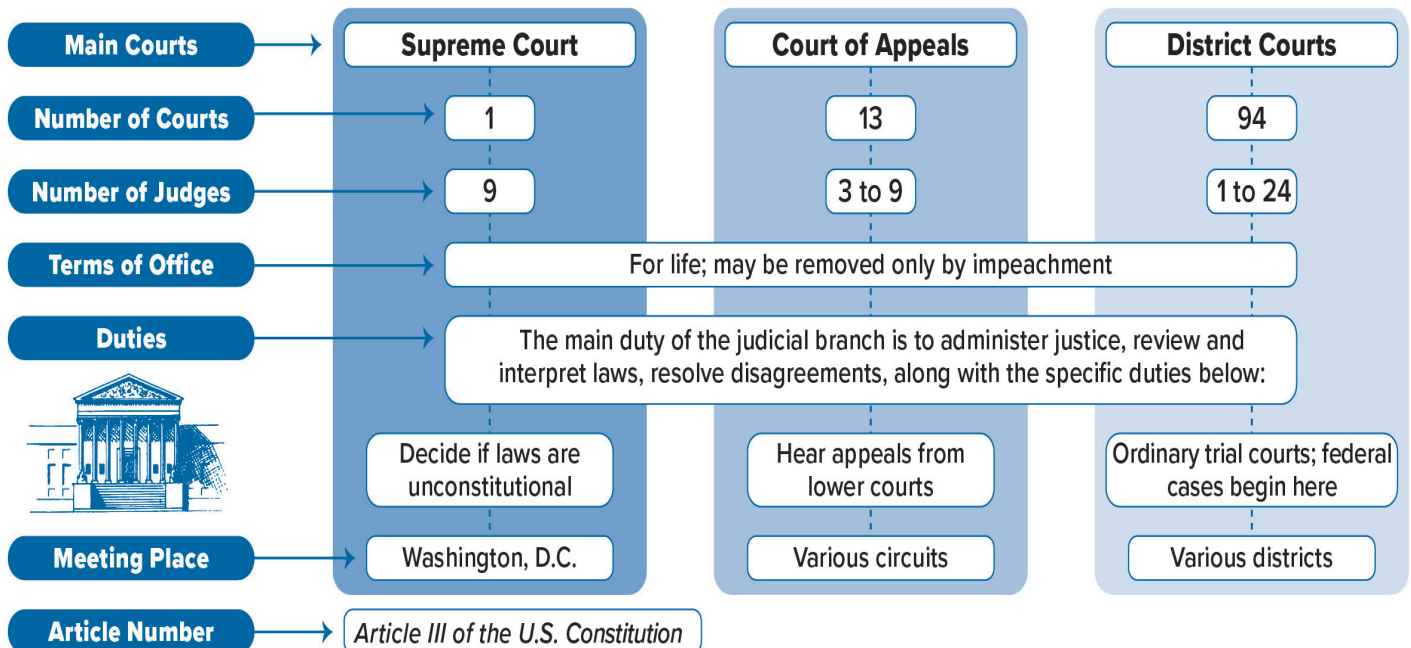 Main Courts
Supreme Court
Court of Appeals
District Courts
Number of Courts
1
13
94
Number of Judges
9
3 to 9
1 to 24
Terms of Office
For life; may be removed only by impeachment
Duties
The main duty of the judicial branch is to administer justice, review and
interpret laws, resolve disagreements, along with the specific duties below:
Decide if laws are
unconstitutional
Hear appeals from
lower courts
Ordinary trial courts; federal
cases begin here
Meeting Place
Washington, D.C.
Various circuits
Various districts
Article Number
Article III of the U.S. Constitution